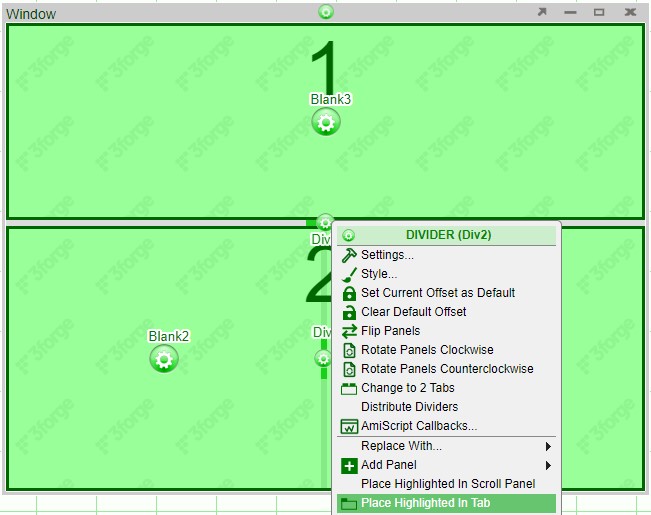 Window
1
Blank3
3forge
Div
2
Div
Blank2
DIVIDER (Div2)
Settings...
Style...
Set Current Offset as Default
Clear Default Offset
Flip Panels
Rotate Panels Clockwise
Rotate Panels Counterclockwise
Change to 2 Tabs
Distribute Dividers
AmiScript Callbacks...
Replace With...
Add Panel
Place Highlighted In Scroll Panel
Place Highlighted In Tab